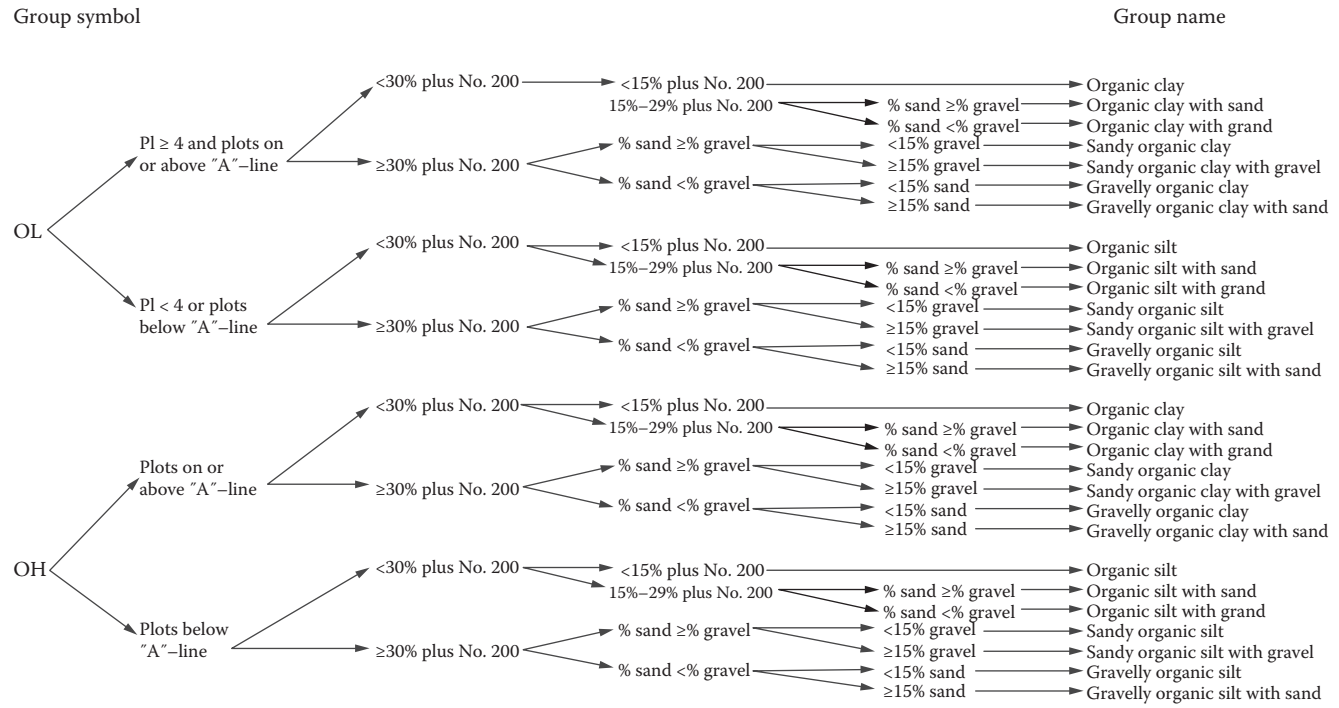 Group symbol
Group name
OL
Pl ≥ 4 and plots on
or above ″A″–line
<30% plus No. 200
<15% plus No. 200
Organic clay
15%–29% plus No. 200
% sand ≥% gravel
Organic clay with sand
% sand <% gravel
Organic clay with grand
≥30% plus No. 200
% sand ≥% gravel
<15% gravel
Sandy organic clay
≥15% gravel
Sandy organic clay with gravel
% sand <% gravel
<15% sand
Gravelly organic clay
≥15% sand
Gravelly organic clay with sand
Pl < 4 or plots
below ″A″–line
<30% plus No. 200
<15% plus No. 200
Organic silt
15%–29% plus No. 200
% sand ≥% gravel
Organic silt with sand
% sand <% gravel
Organic silt with grand
≥30% plus No. 200
% sand ≥% gravel
<15% gravel
Sandy organic silt
≥15% gravel
Sandy organic silt with gravel
% sand <% gravel
<15% sand
Gravelly organic silt
≥15% sand
Gravelly organic silt with sand
OH
Plots on or
above ″A″–line
<30% plus No. 200
<15% plus No. 200
Organic clay
15%–29% plus No. 200
% sand ≥% gravel
Organic clay with sand
% sand <% gravel
Organic clay with grand
≥30% plus No. 200
% sand ≥% gravel
<15% gravel
Sandy organic clay
≥15% gravel
Sandy organic clay with gravel
% sand <% gravel
<15% sand
Gravelly organic clay
≥15% sand
Gravelly organic clay with sand
Plots below
″A″–line
<30% plus No. 200
<15% plus No. 200
Organic silt
15%–29% plus No. 200
% sand ≥% gravel
Organic silt with sand
% sand <% gravel
Organic silt with grand
≥30% plus No. 200
% sand ≥% gravel
<15% gravel
Sandy organic silt
≥15% gravel
Sandy organic silt with gravel
% sand <% gravel
<15% sand
Gravelly organic silt
≥15% sand
Gravelly organic silt with sand